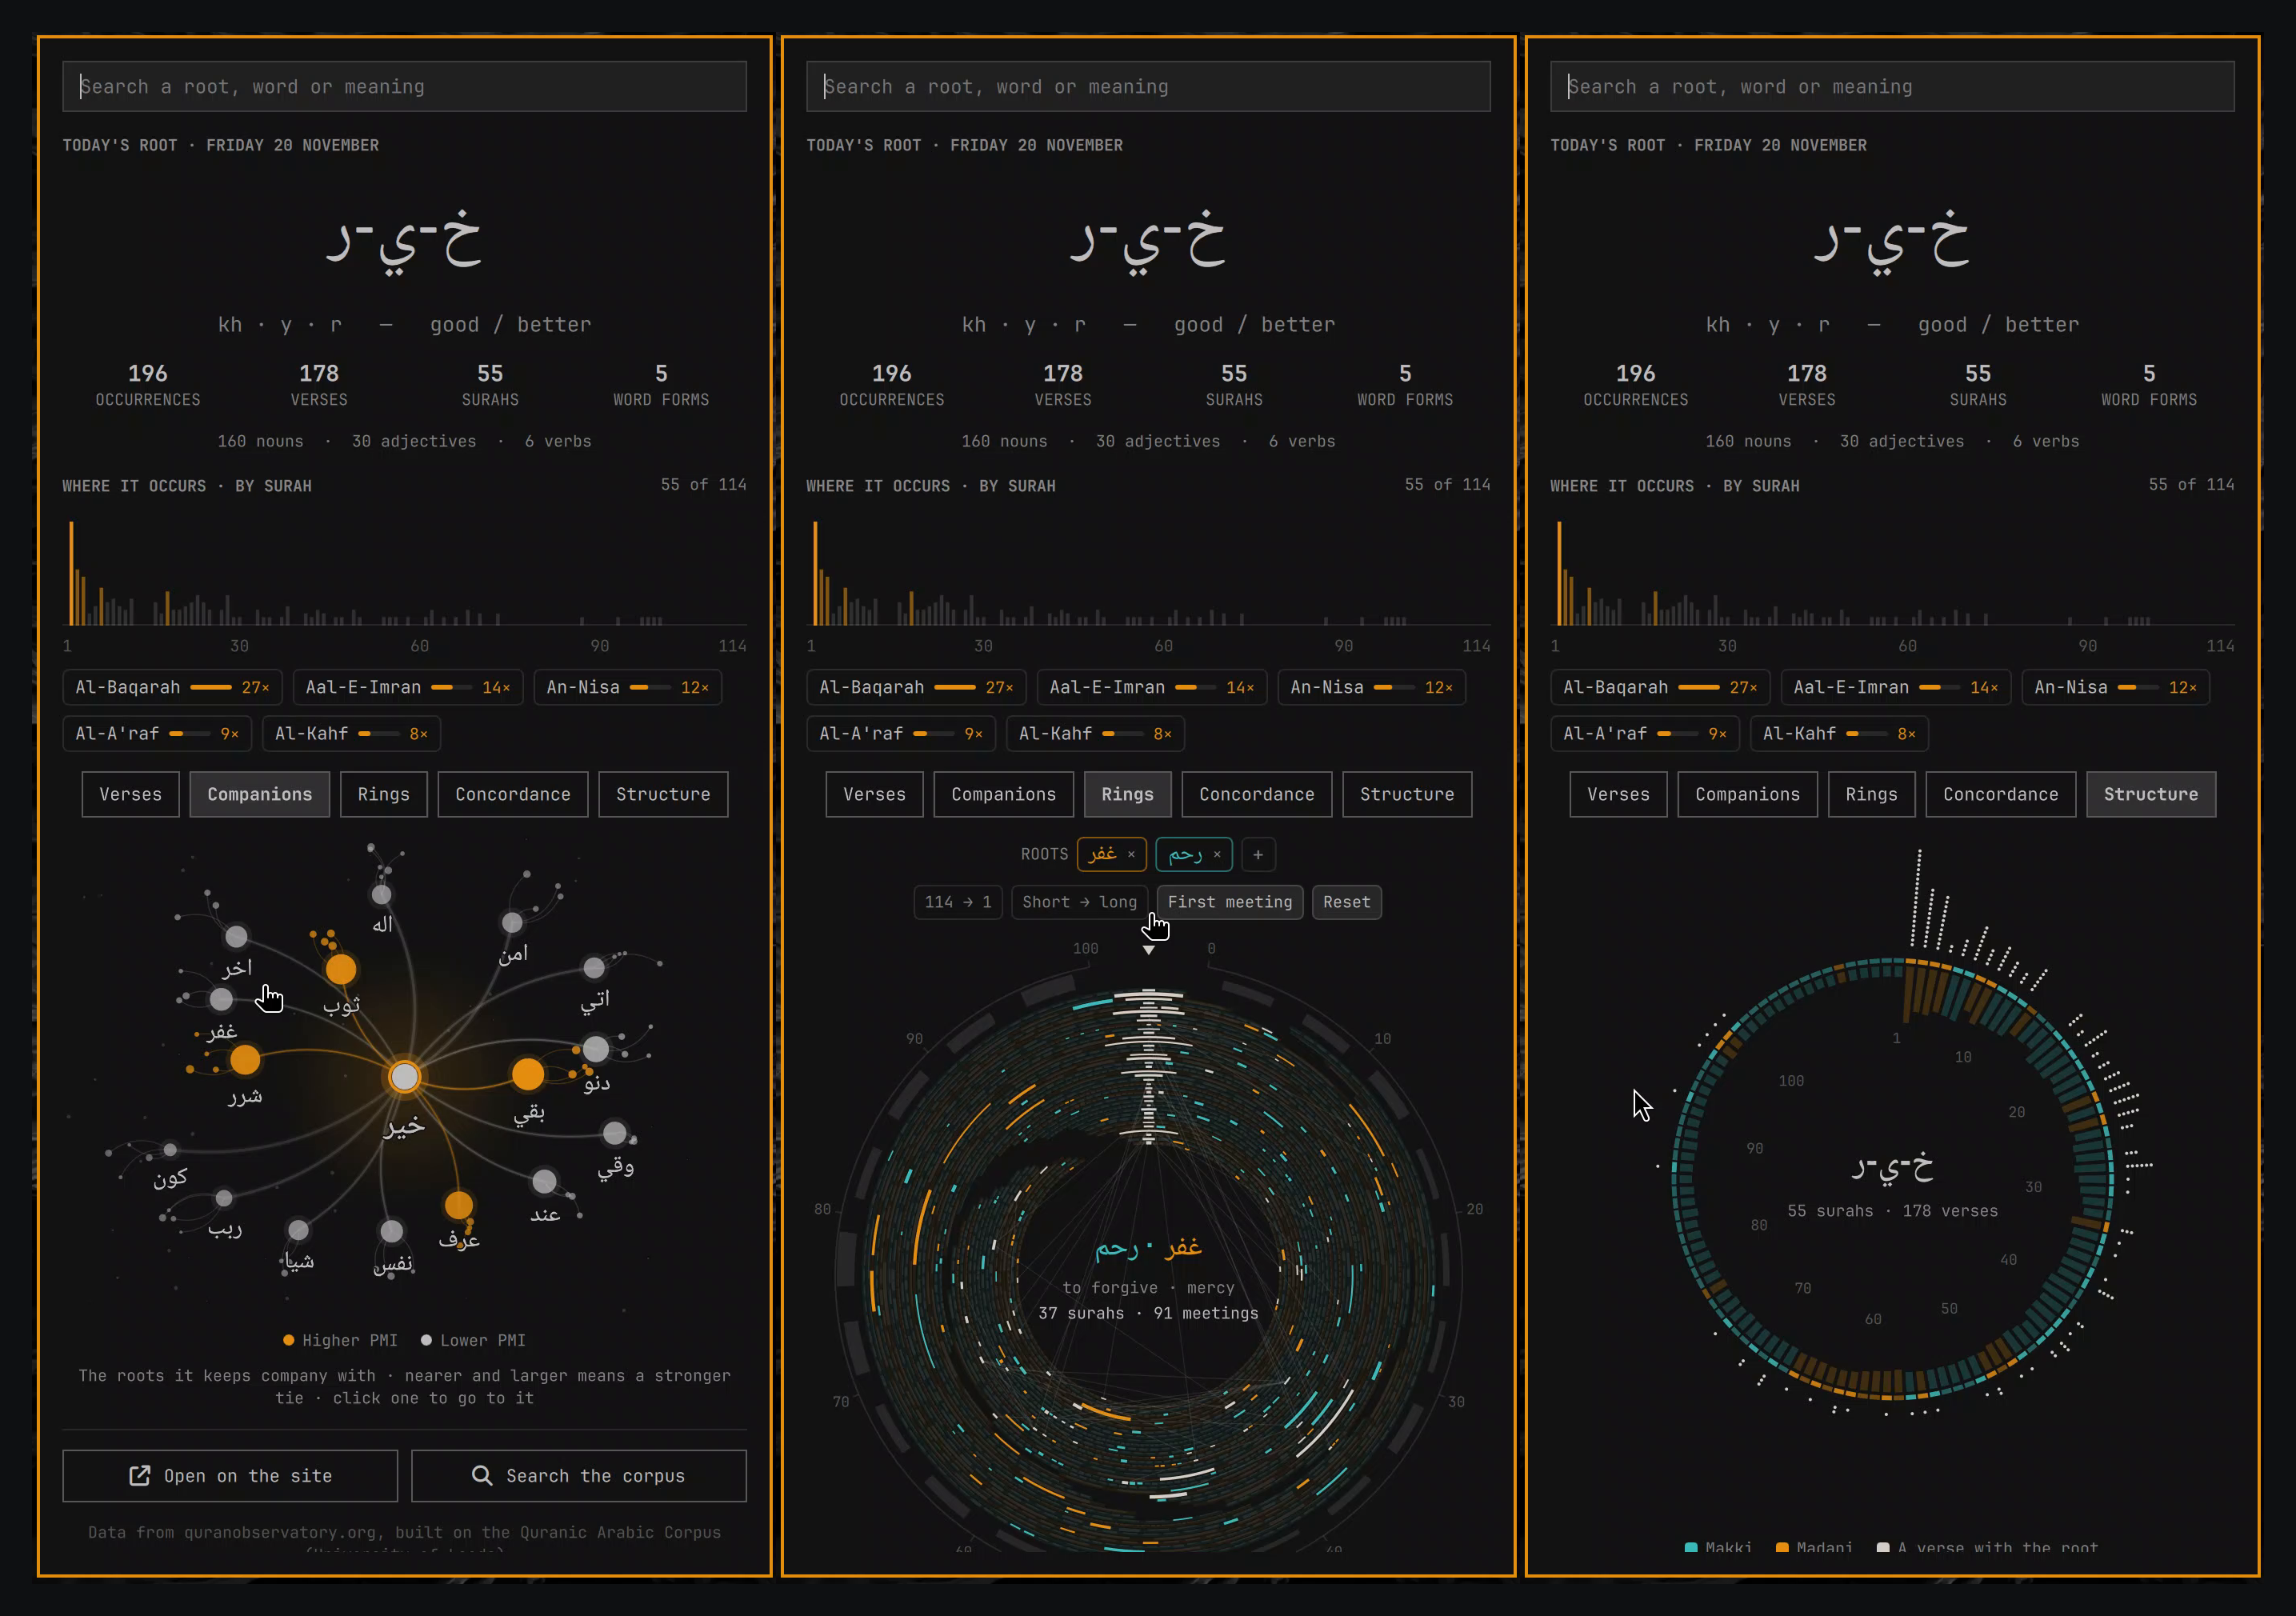 Search a root, word or meaning
TODAY'S ROOT · FRIDAY 20 NOVEMBER
خ-ي-ر
kh · y · r — good / better
196 178 55 5
OCCURRENCES VERSES SURAHS WORD FORMS
160 nouns · 30 adjectives · 6 verbs
WHERE IT OCCURS · BY SURAH 55 of 114
1 30 60 90 114
Al-Baqarah 27× Aal-E-Imran 14× An-Nisa 12×
Al-A'raf 9× Al-Kahf 8×
Verses Companions Rings Concordance Structure
اله
امن
اخر
اتي
ثوب
غفر
دنو
شرر
بقي
خير
وقي
كون
عند
ربب
عرف
شيا
نفس
Higher PMI Lower PMI
The roots it keeps company with · nearer and larger means a stronger
tie · click one to go to it
Open on the site Search the corpus
Data from quranobservatory.org, built on the Quranic Arabic Corpus
Search a root, word or meaning
TODAY'S ROOT · FRIDAY 20 NOVEMBER
خ-ي-ر
kh · y · r — good / better
196 178 55 5
OCCURRENCES VERSES SURAHS WORD FORMS
160 nouns · 30 adjectives · 6 verbs
WHERE IT OCCURS · BY SURAH 55 of 114
1 30 60 90 114
Al-Baqarah 27× Aal-E-Imran 14× An-Nisa 12×
Al-A'raf 9× Al-Kahf 8×
Verses Companions Rings Concordance Structure
ROOTS غفر × رحم × +
114 → 1 Short → long First meeting Reset
100 0
90 10
80 20
غفر · رحم
to forgive · mercy
37 surahs · 91 meetings
70 30
60 40
Search a root, word or meaning
TODAY'S ROOT · FRIDAY 20 NOVEMBER
خ-ي-ر
kh · y · r — good / better
196 178 55 5
OCCURRENCES VERSES SURAHS WORD FORMS
160 nouns · 30 adjectives · 6 verbs
WHERE IT OCCURS · BY SURAH 55 of 114
1 30 60 90 114
Al-Baqarah 27× Aal-E-Imran 14× An-Nisa 12×
Al-A'raf 9× Al-Kahf 8×
Verses Companions Rings Concordance Structure
1
10
100
20
90
خ-ي-ر
30
55 surahs · 178 verses
80
40
70
50
60
Makki Madani A verse with the root